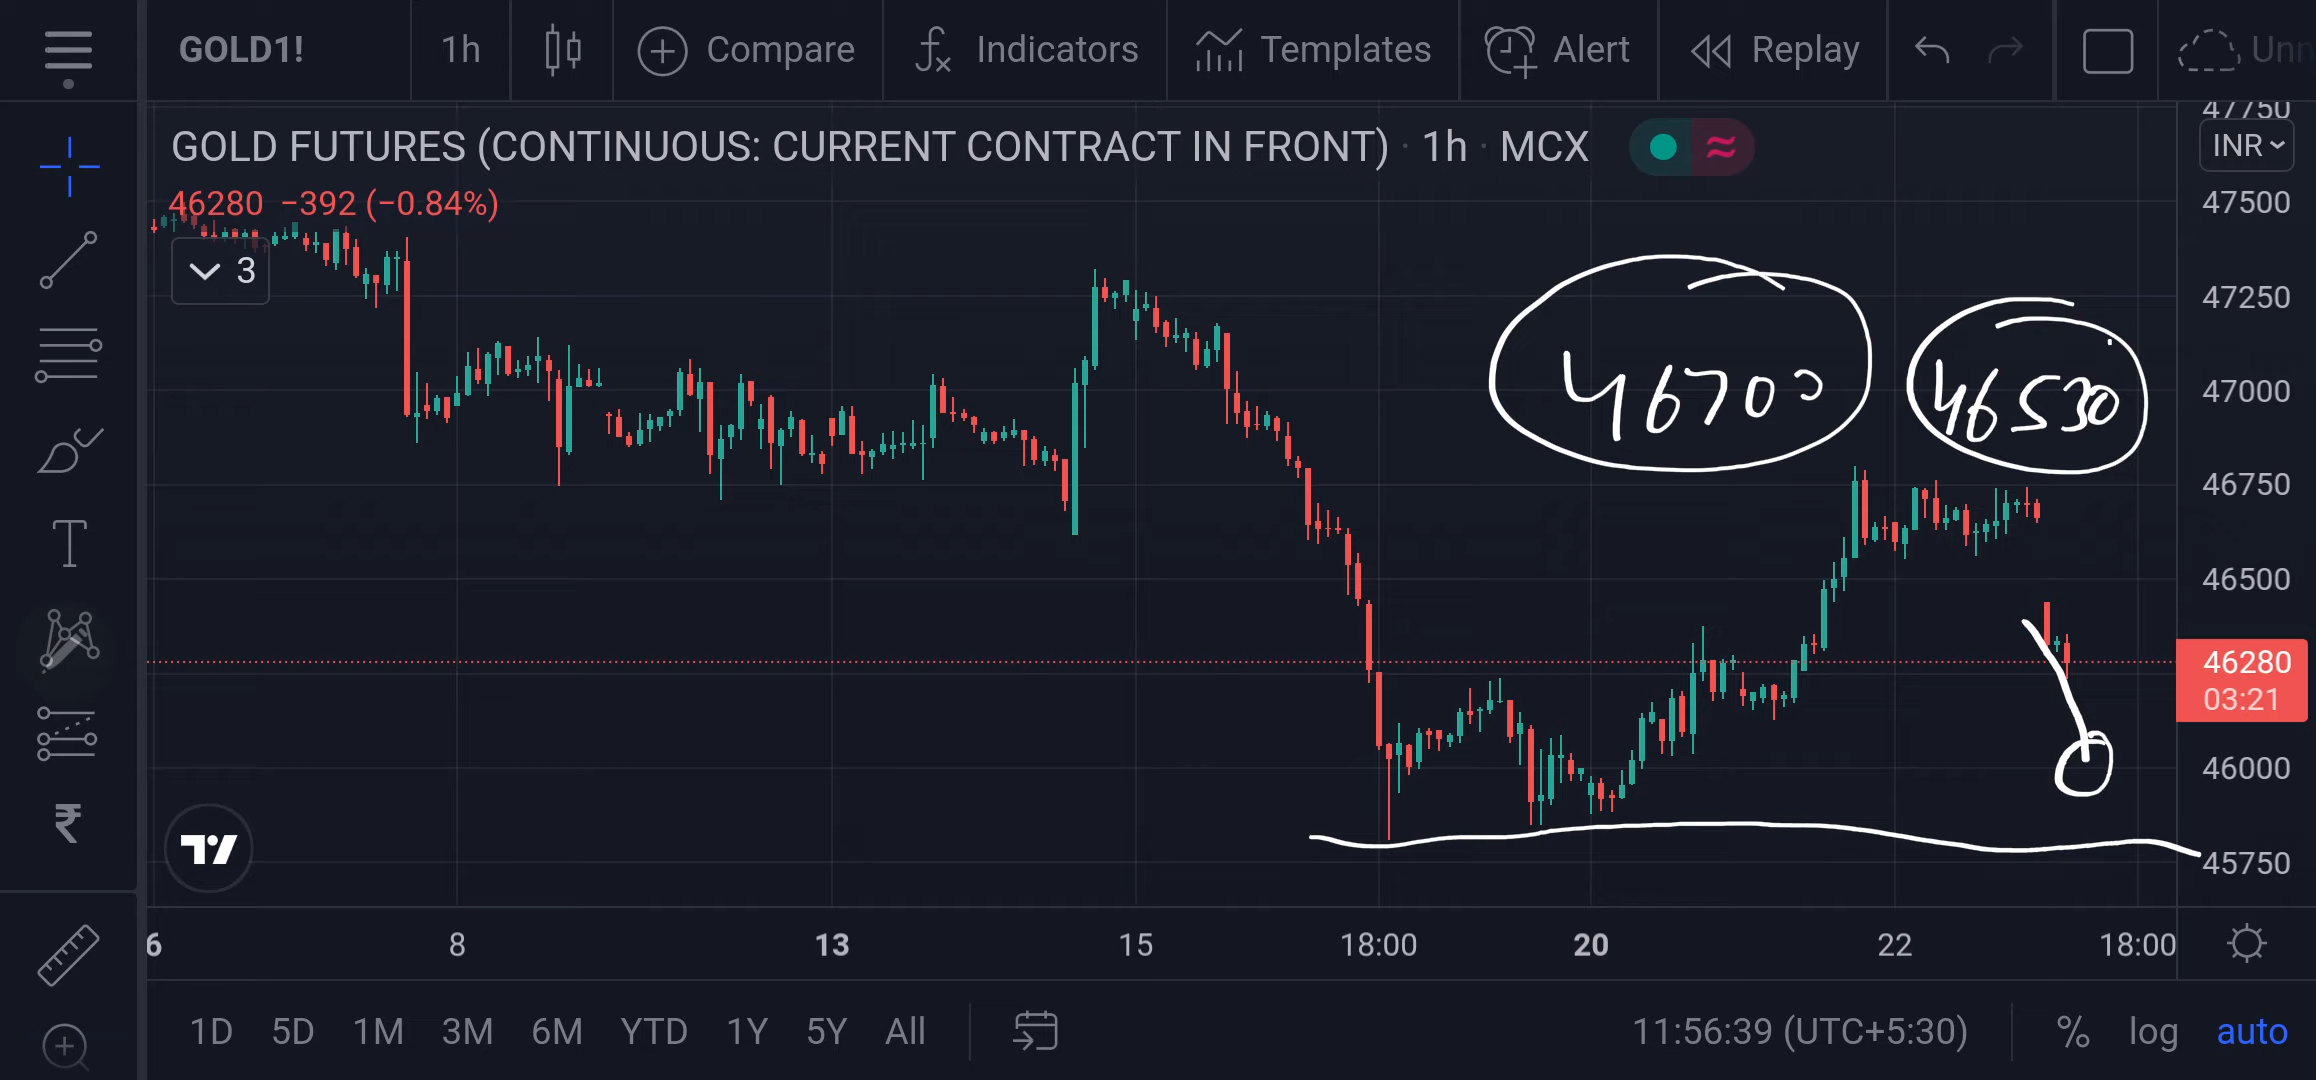 GOLD1! 1h Compare Indicators Templates Alert Replay
GOLD FUTURES (CONTINUOUS: CURRENT CONTRACT IN FRONT) · 1h · MCX
46280 −392 (−0.84%)
3
47750
INR
47500
47250
47000
46750
46500
46280
03:21
46000
45750
46700
46530
6 8 13 15 18:00 20 22 18:00
1D 5D 1M 3M 6M YTD 1Y 5Y All 11:56:39 (UTC+5:30) % log auto